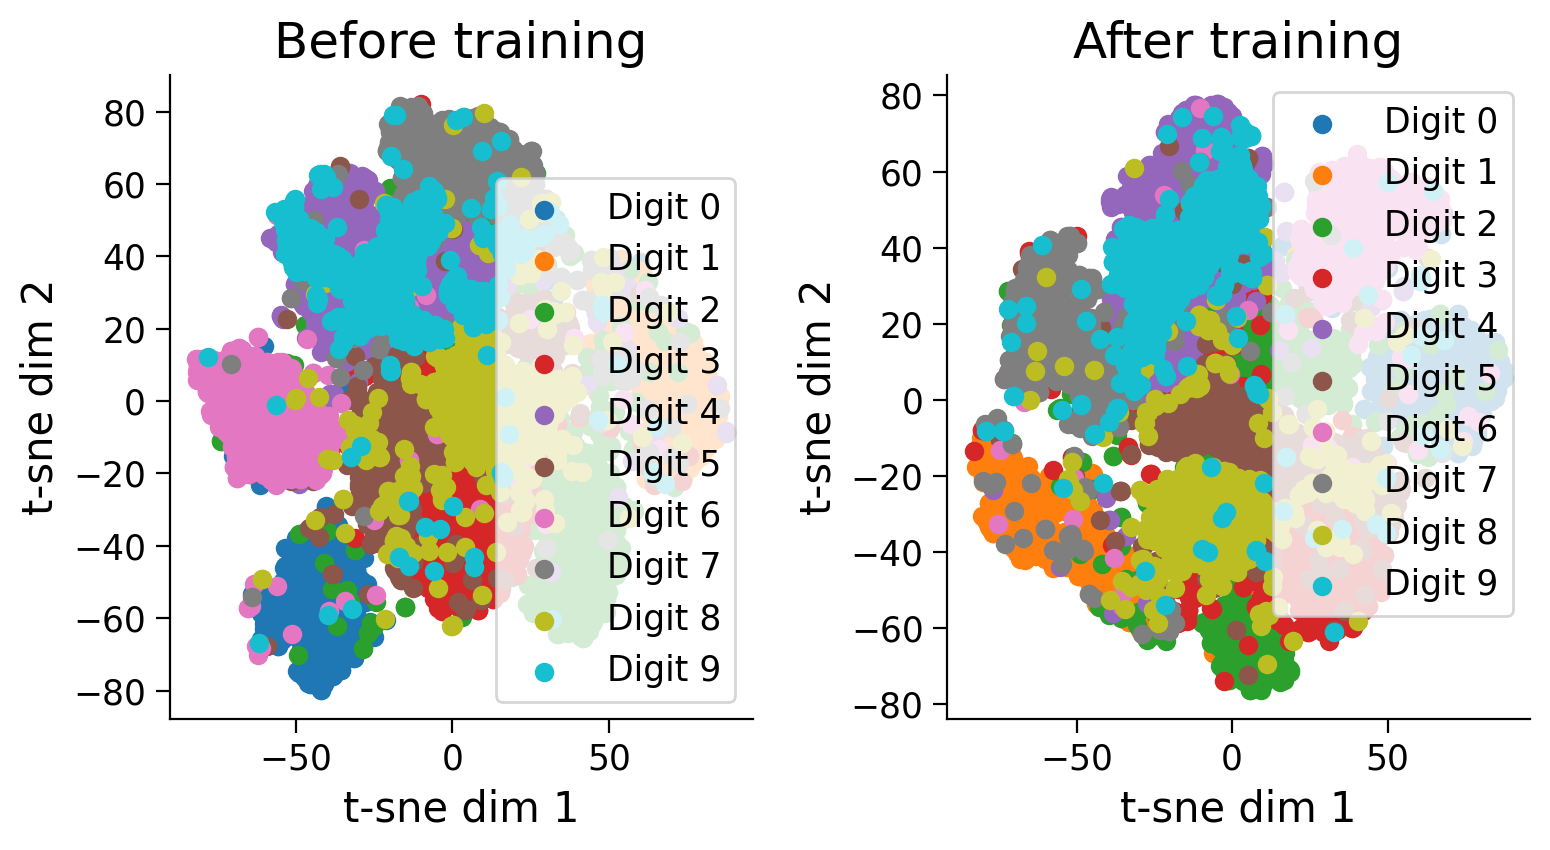 Before training
t-sne dim 2
80
60
40
20
0
−20
−40
−60
−80
−50
0
50
t-sne dim 1
Digit 0
Digit 1
Digit 2
Digit 3
Digit 4
Digit 5
Digit 6
Digit 7
Digit 8
Digit 9
After training
t-sne dim 2
80
60
40
20
0
−20
−40
−60
−80
−50
0
50
t-sne dim 1
Digit 0
Digit 1
Digit 2
Digit 3
Digit 4
Digit 5
Digit 6
Digit 7
Digit 8
Digit 9